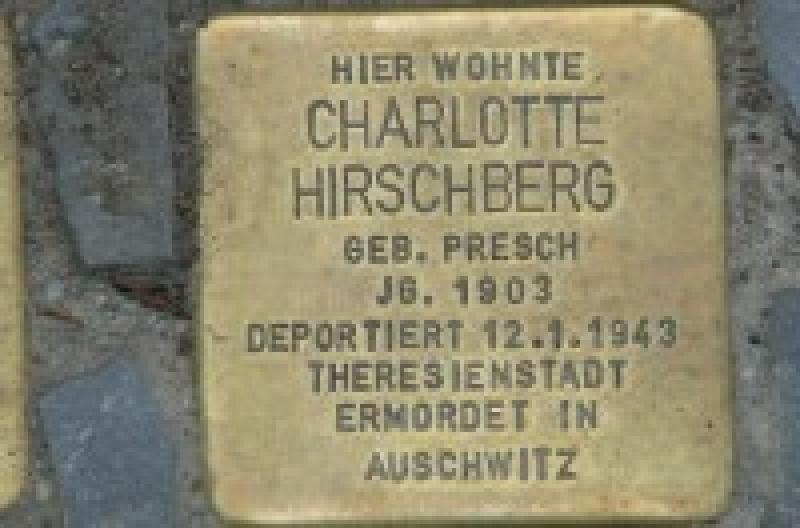 HIER WOHNTE
CHARLOTTE
HIRSCHBERG
GEB. PRESCH
JG. 1903
DEPORTIERT 12.1.1943
THERESIENSTADT
ERMORDET IN
AUSCHWITZ